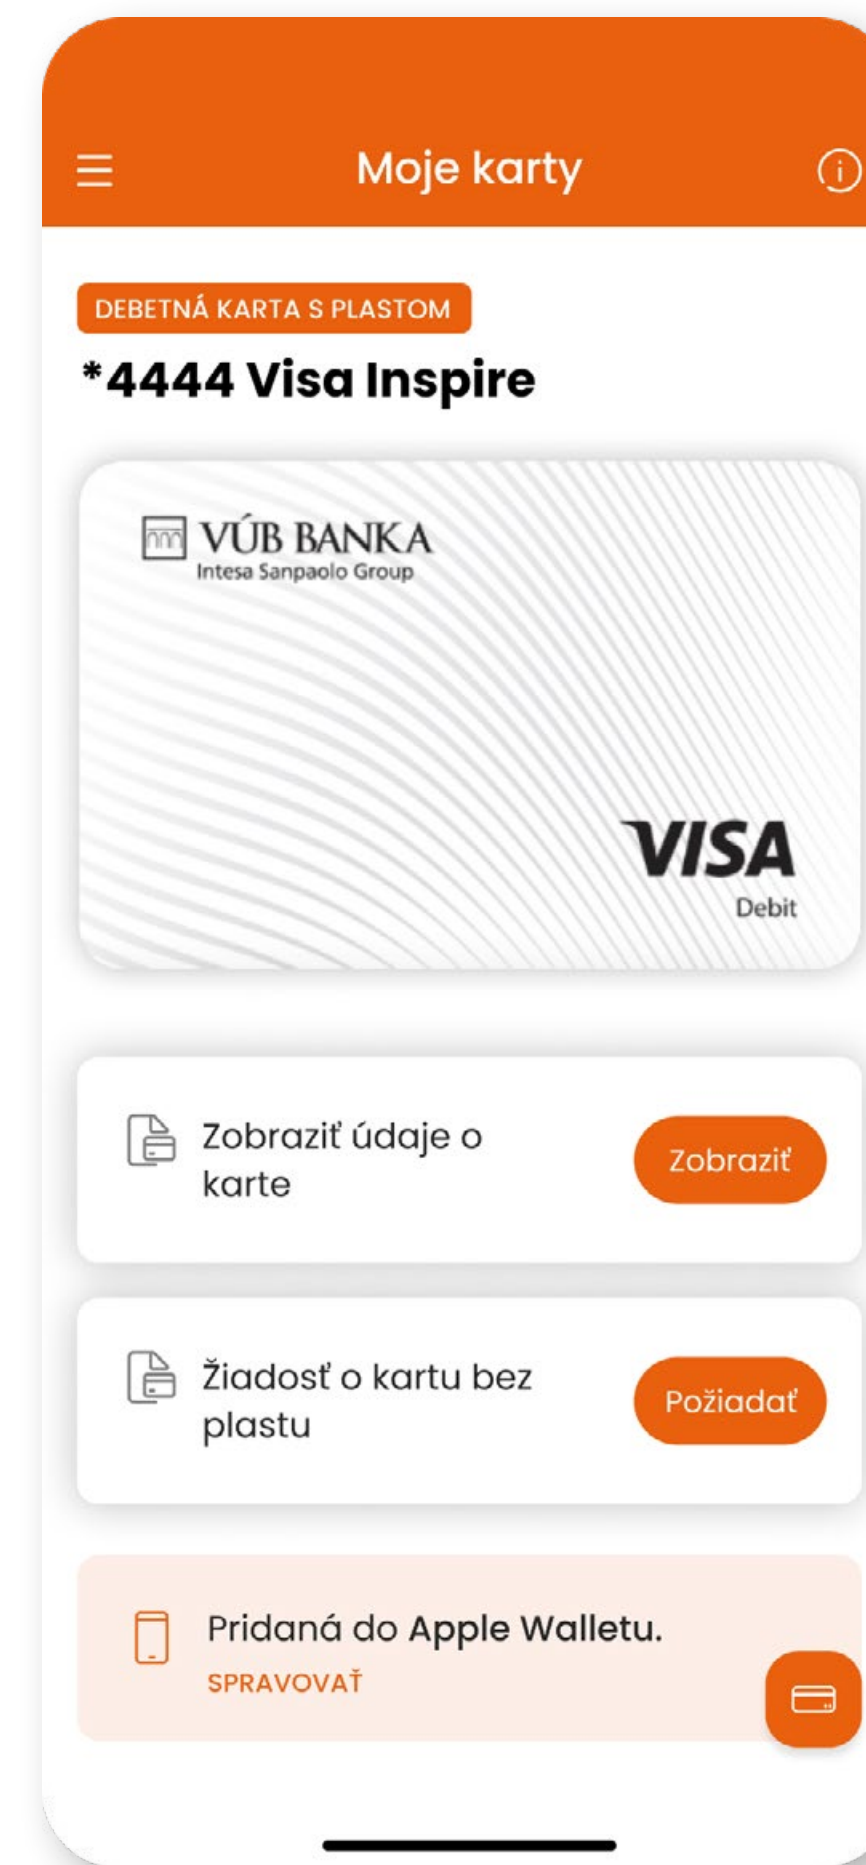 Moje karty
DEBETNÁ KARTA S PLASTOM
*4444 Visa Inspire
VÚB BANKA
Intesa Sanpaolo Group
VISA
Debit
Zobraziť údaje o
karte
Zobraziť
Žiadosť o kartu bez
plastu
Požiadať
Pridaná do Apple Walletu.
SPRAVOVAŤ